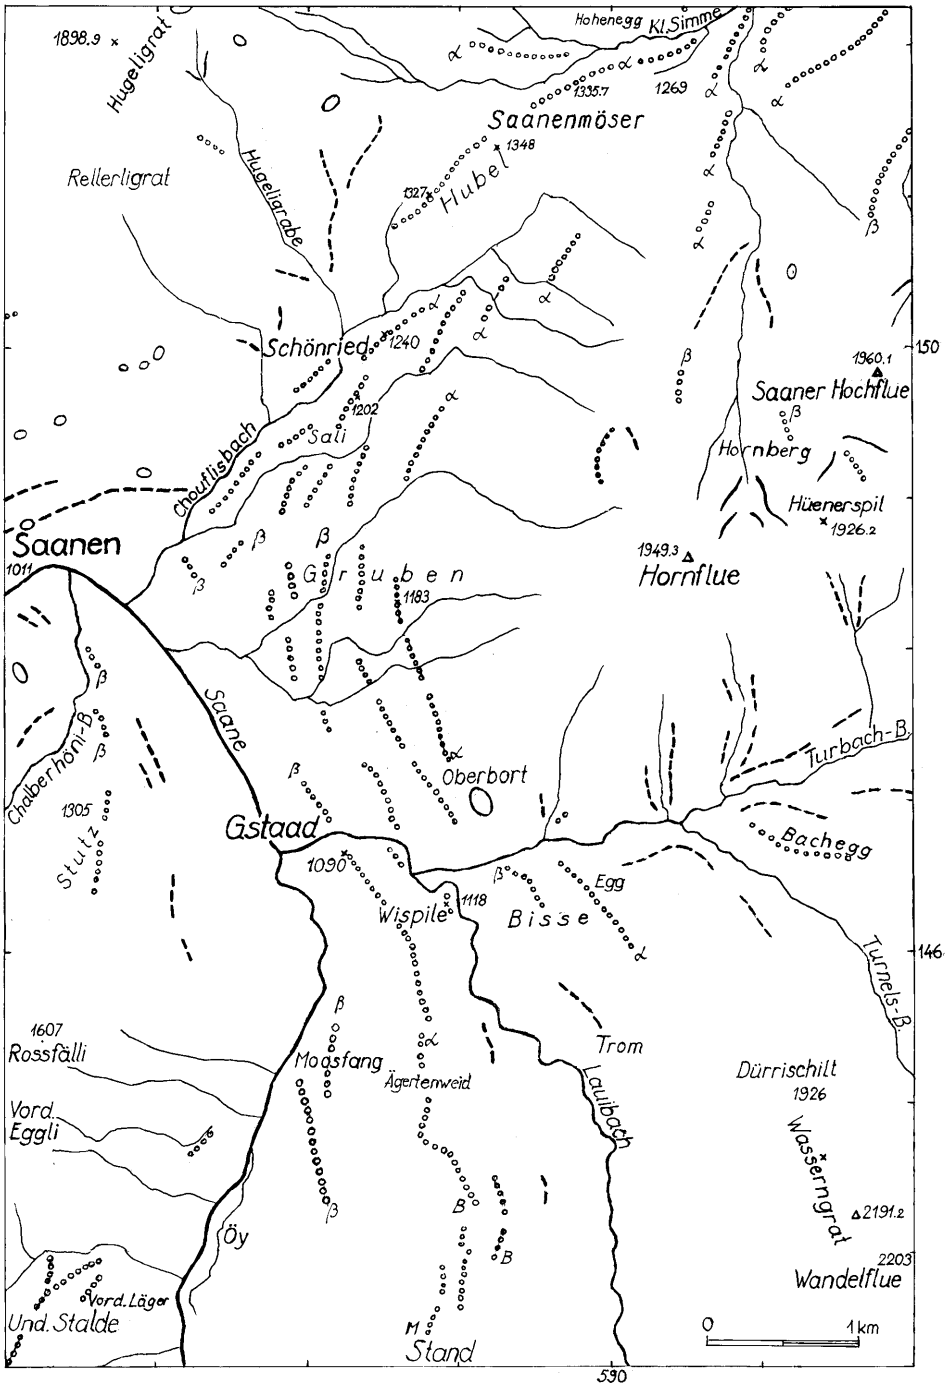 Hohenegg
Kl. Simme
1898.9
Hugeligrat
α
α
α
α
α
1335.7
1269
Saanenmöser
1348
Hubel
1327
Rellerligrat
Hugeligrabe
α
α
β
α
α
α
Schönried
1240
150
β
1960.1
Saaner Hochflue
β
1202
α
Sali
Hornberg
Chouflisbach
Hüenerspil
1926.2
Saanen
1011
β
β
β
Gruben
1183
1949.3
Hornflue
β
β
Saane
Chalberhöni-B.
α
Oberbort
Turbach-B.
β
1305
Stutz
Gstaad
1090
Bachegg
β
Egg
Wispile
1118
Bisse
α
146
Turnels-B.
β
1607
Rossfälli
Moosfang
α
Ägertenweid
Trom
Lauibach
Dürrischilt
1926
Vord.
Eggli
Wasserngrat
β
B
2191.2
Öy
B
2203
Wandelflue
Vord. Läger
Und. Stalde
M
Stand
0 1 km
590